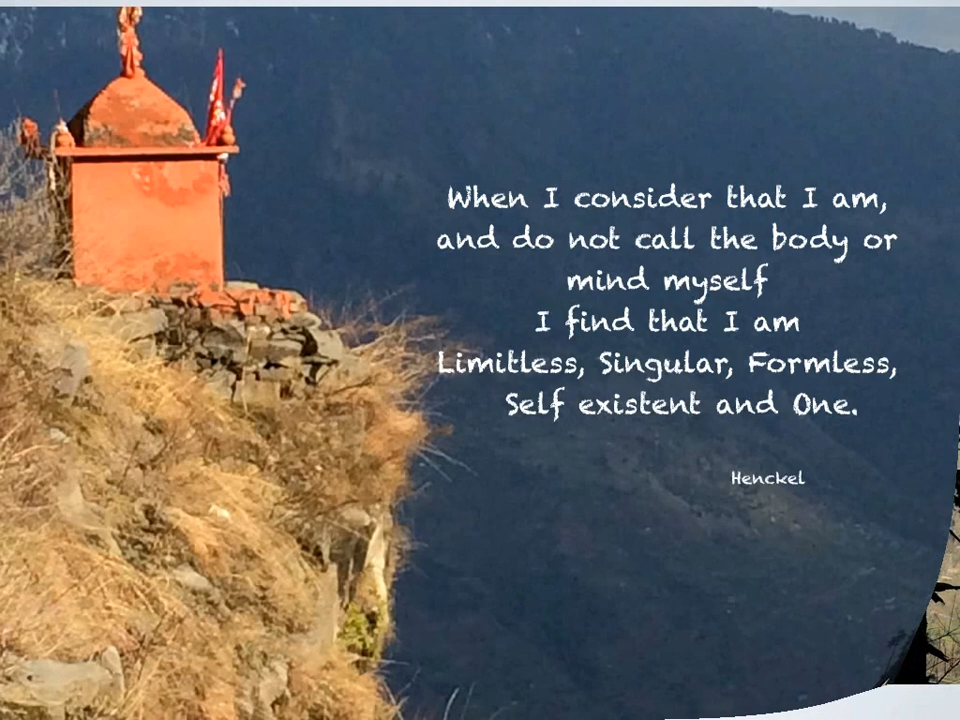 When I consider that I am,
and do not call the body or
mind myself
I find that I am
Limitless, Singular, Formless,
Self existent and One.
Henckel